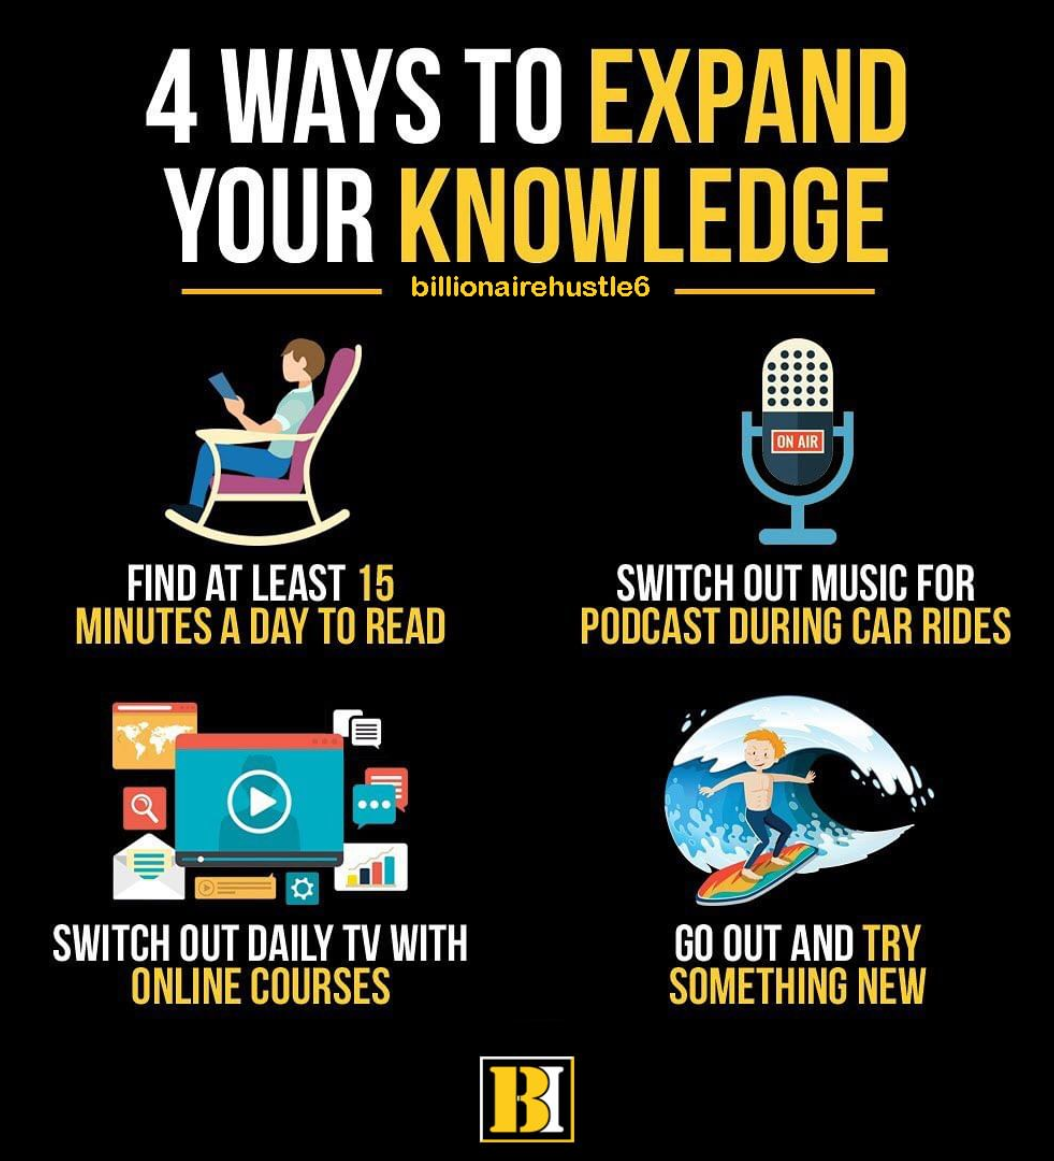 4 WAYS TO EXPAND
YOUR KNOWLEDGE
billionairehustle6
ON AIR
FIND AT LEAST 15
MINUTES A DAY TO READ
SWITCH OUT MUSIC FOR
PODCAST DURING CAR RIDES
SWITCH OUT DAILY TV WITH
ONLINE COURSES
GO OUT AND TRY
SOMETHING NEW
BI